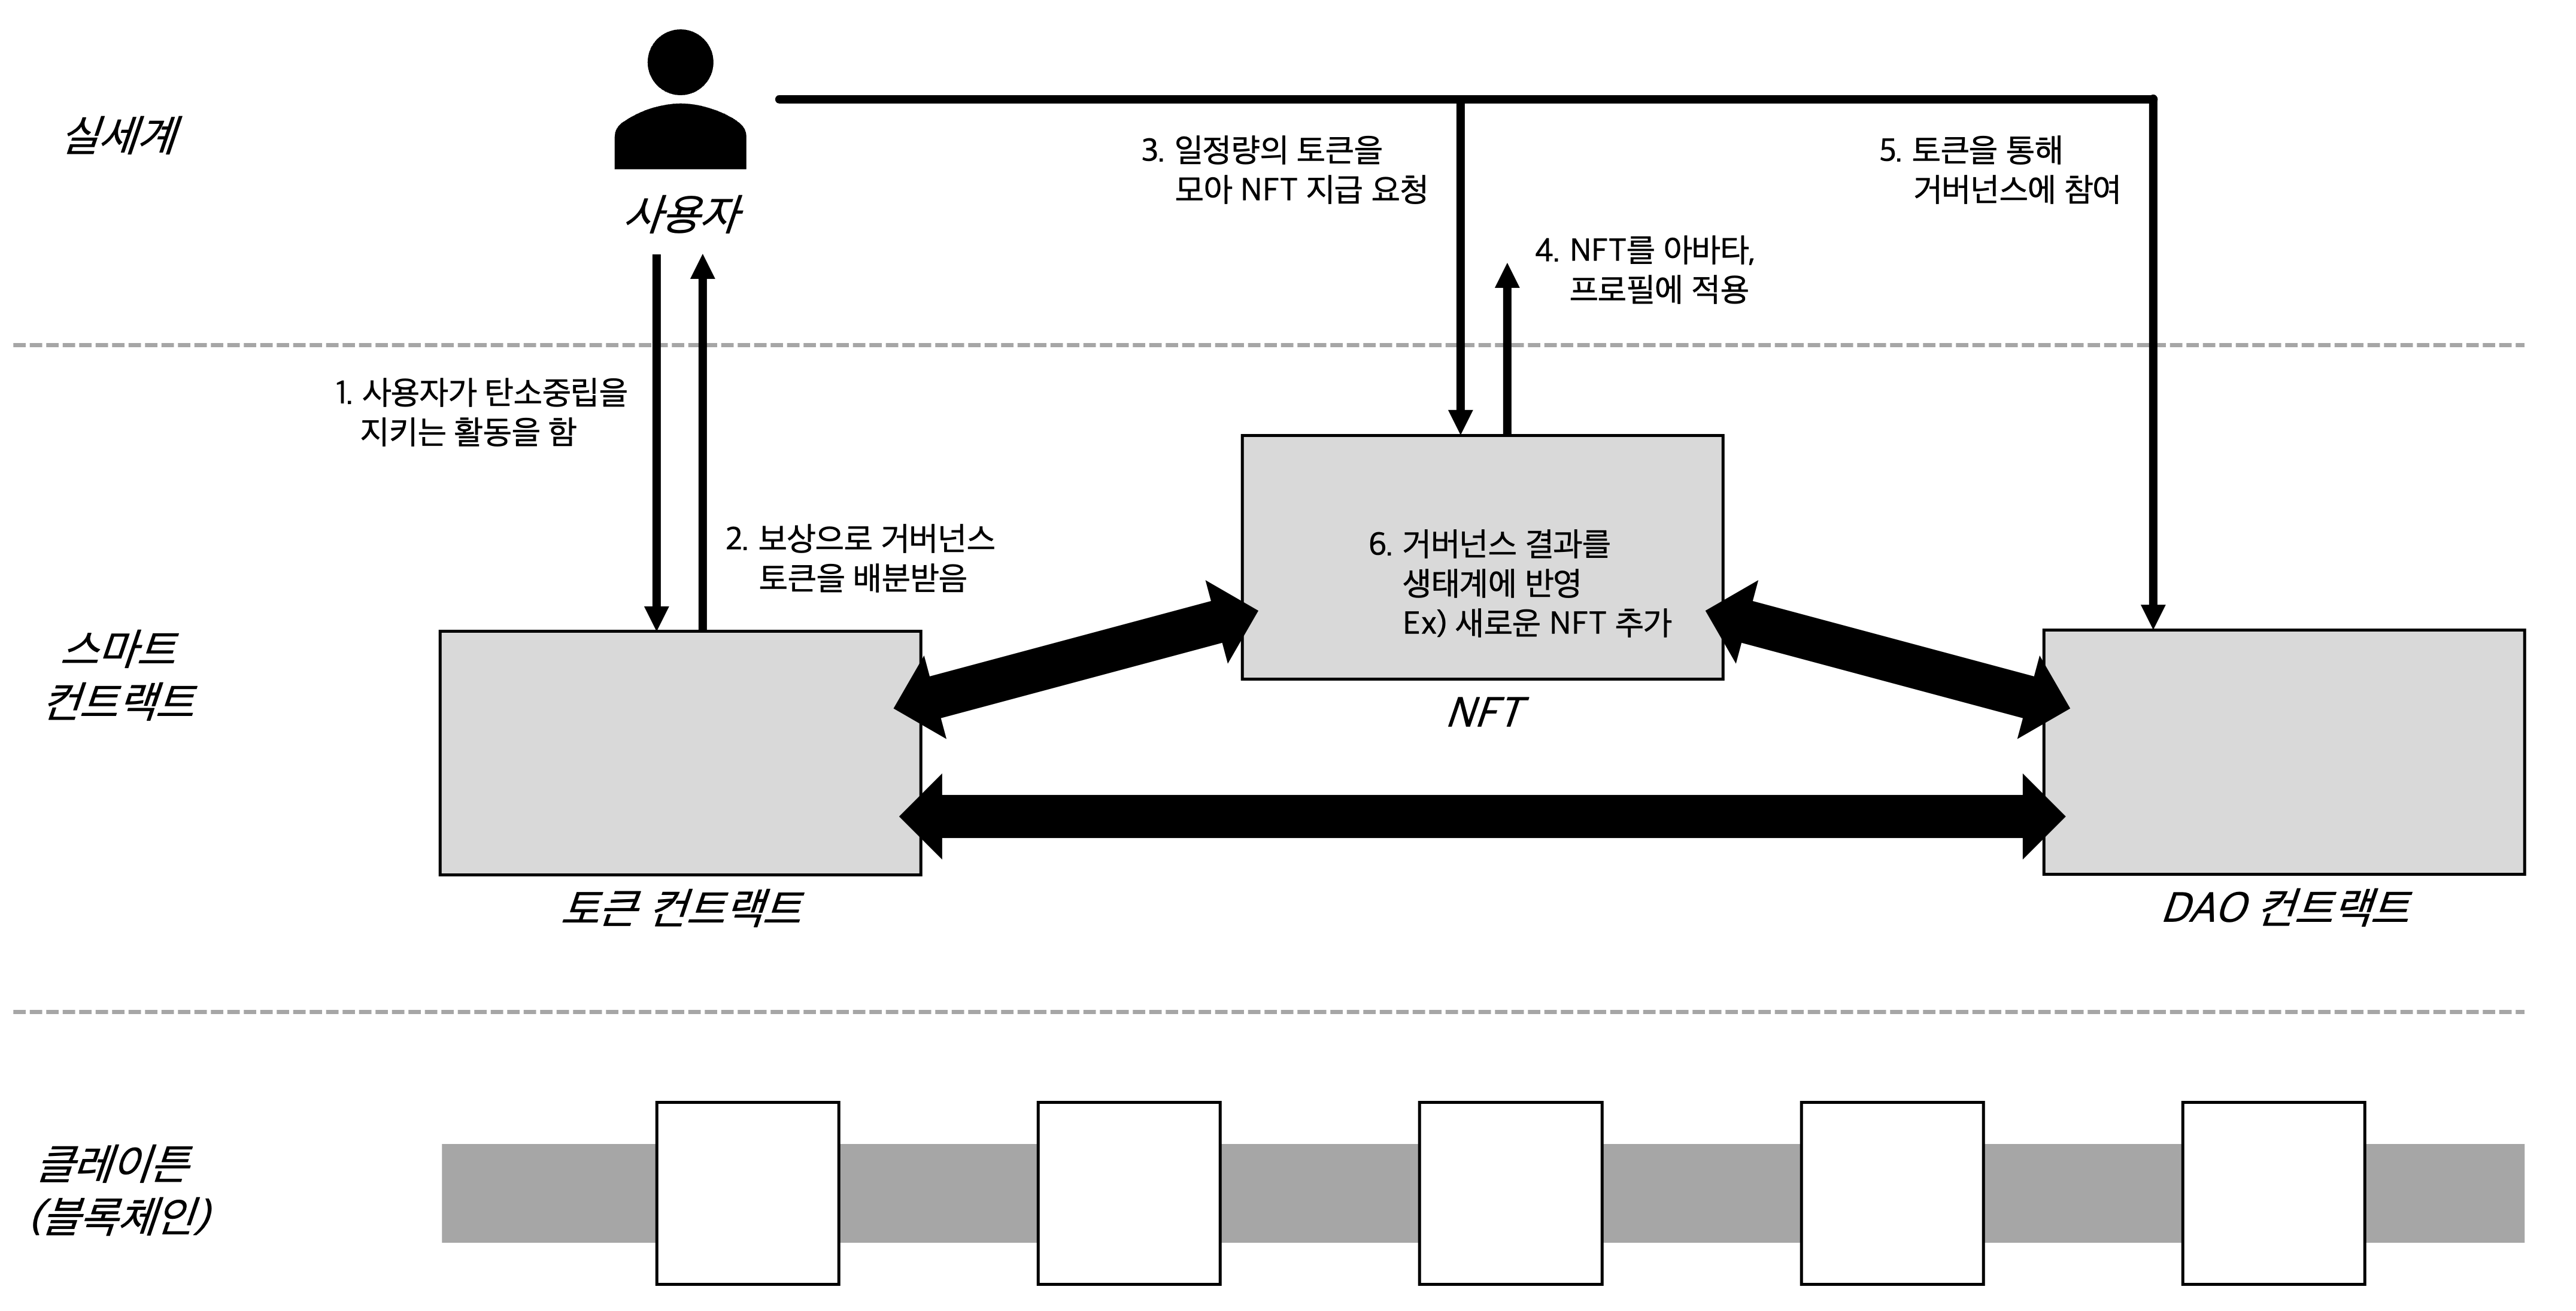 실세계
사용자
3. 일정량의 토큰을
모아 NFT 지급 요청
5. 토큰을 통해
거버넌스에 참여
4. NFT를 아바타,
프로필에 적용
1. 사용자가 탄소중립을
지키는 활동을 함
2. 보상으로 거버넌스
토큰을 배분받음
6. 거버넌스 결과를
생태계에 반영
Ex) 새로운 NFT 추가
스마트
컨트랙트
NFT
토큰 컨트랙트
DAO 컨트랙트
클레이튼
(블록체인)